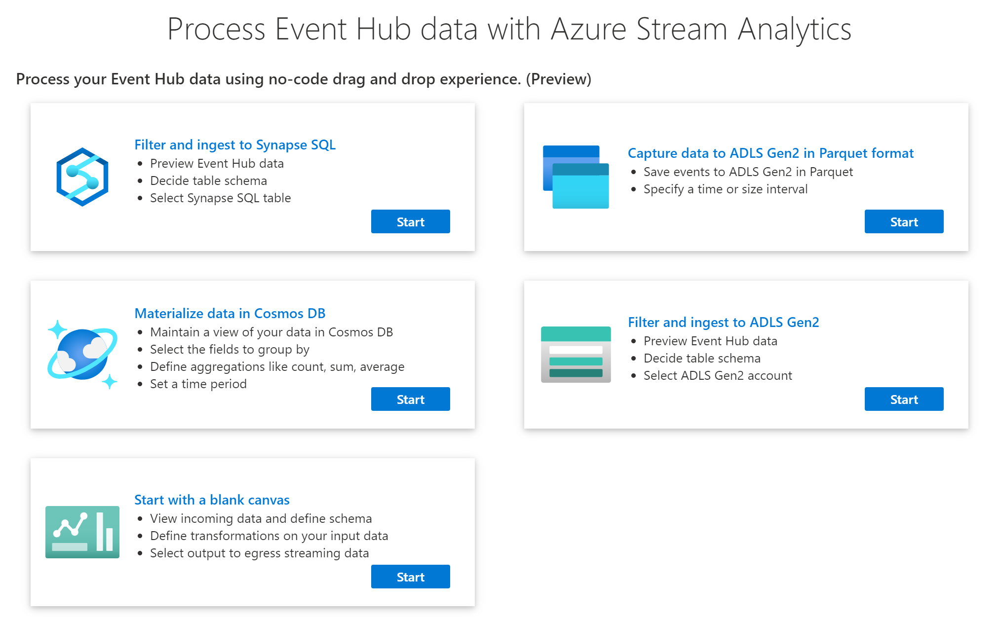 Process Event Hub data with Azure Stream Analytics
Process your Event Hub data using no-code drag and drop experience. (Preview)
Filter and ingest to Synapse SQL
Preview Event Hub data
Decide table schema
Select Synapse SQL table
Start
Capture data to ADLS Gen2 in Parquet format
Save events to ADLS Gen2 in Parquet
Specify a time or size interval
Start
Materialize data in Cosmos DB
Maintain a view of your data in Cosmos DB
Select the fields to group by
Define aggregations like count, sum, average
Set a time period
Start
Filter and ingest to ADLS Gen2
Preview Event Hub data
Decide table schema
Select ADLS Gen2 account
Start
Start with a blank canvas
View incoming data and define schema
Define transformations on your input data
Select output to egress streaming data
Start